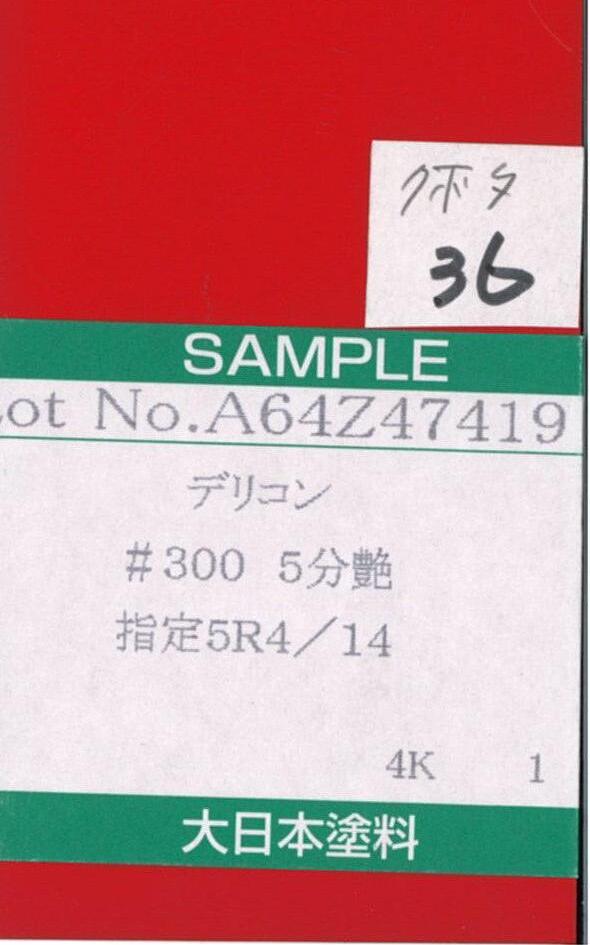 クボタ
36
SAMPLE
Lot No.A64Z47419
デリコン
#300 5分艶
指定5R4/14
4K 1
大日本塗料